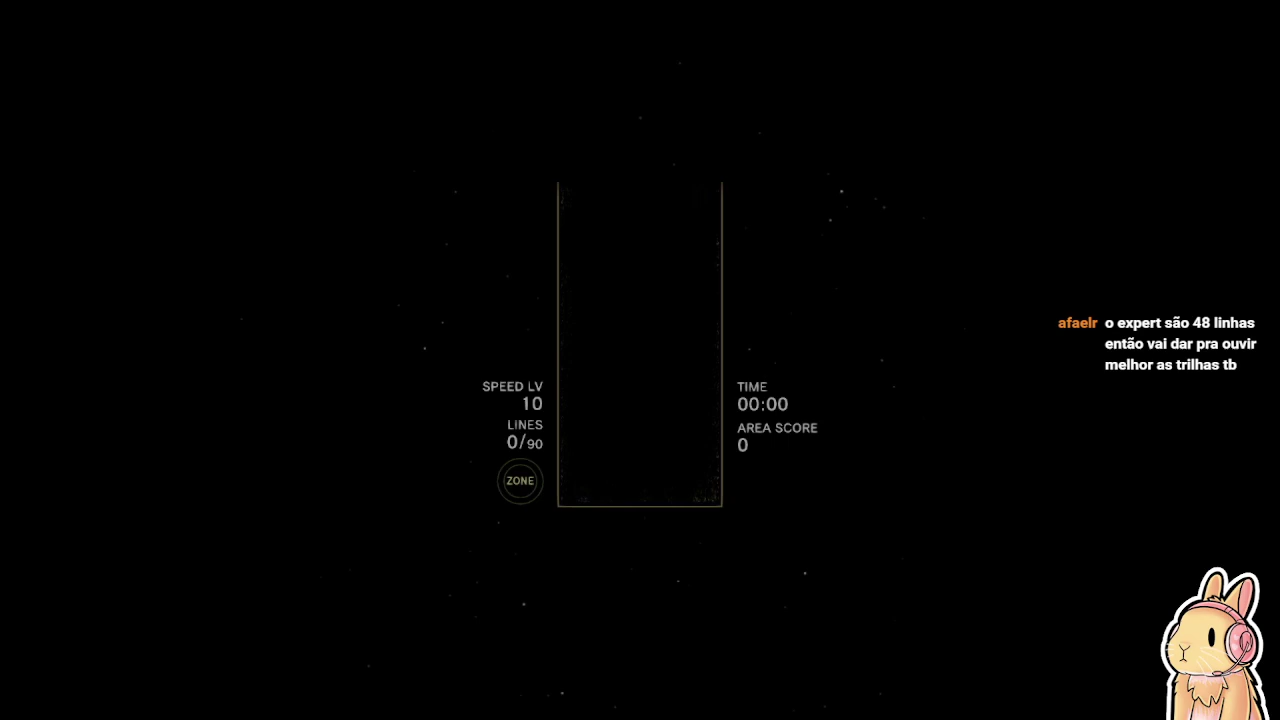 SPEED LV
10
LINES
0/90
ZONE
TIME
00:00
AREA SCORE
0
afaelr o expert são 48 linhas
então vai dar pra ouvir
melhor as trilhas tb